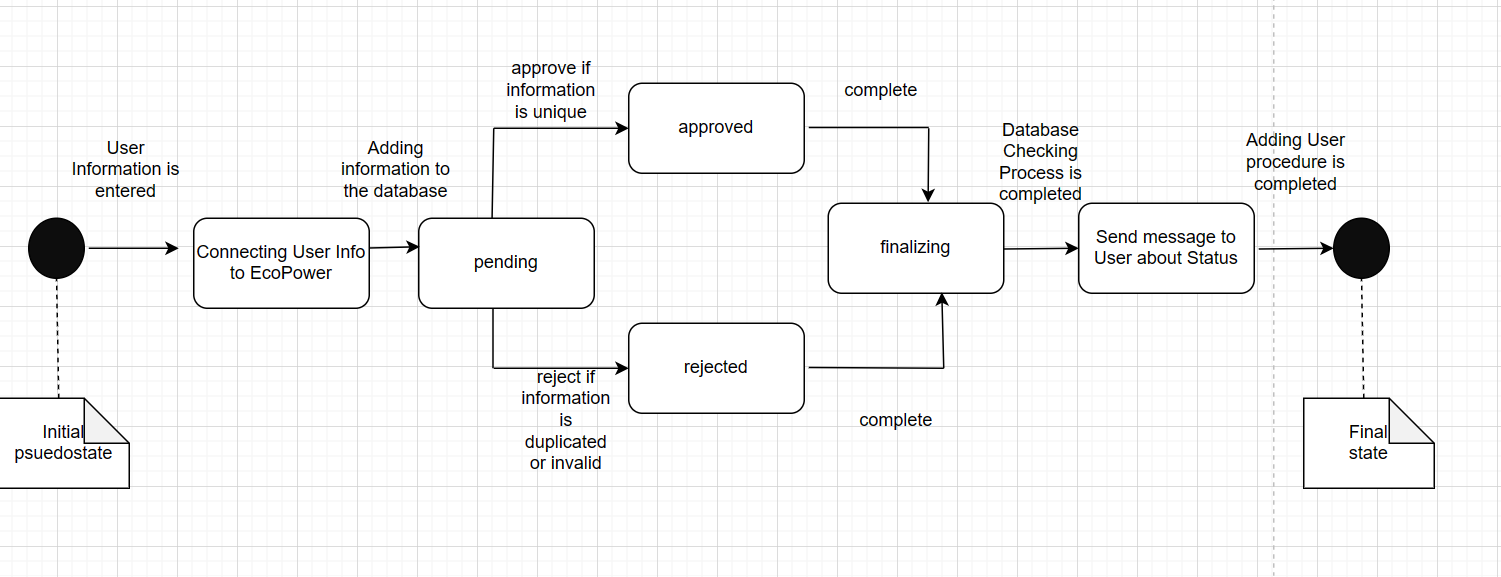 User
Information is
entered
Connecting User Info
to EcoPower
Adding
information to
the database
pending
approve if
information
is unique
approved
complete
reject if
information
is
duplicated
or invalid
rejected
complete
finalizing
Database
Checking
Process is
completed
Send message to
User about Status
Adding User
procedure is
completed
Initial
psuedostate
Final
state